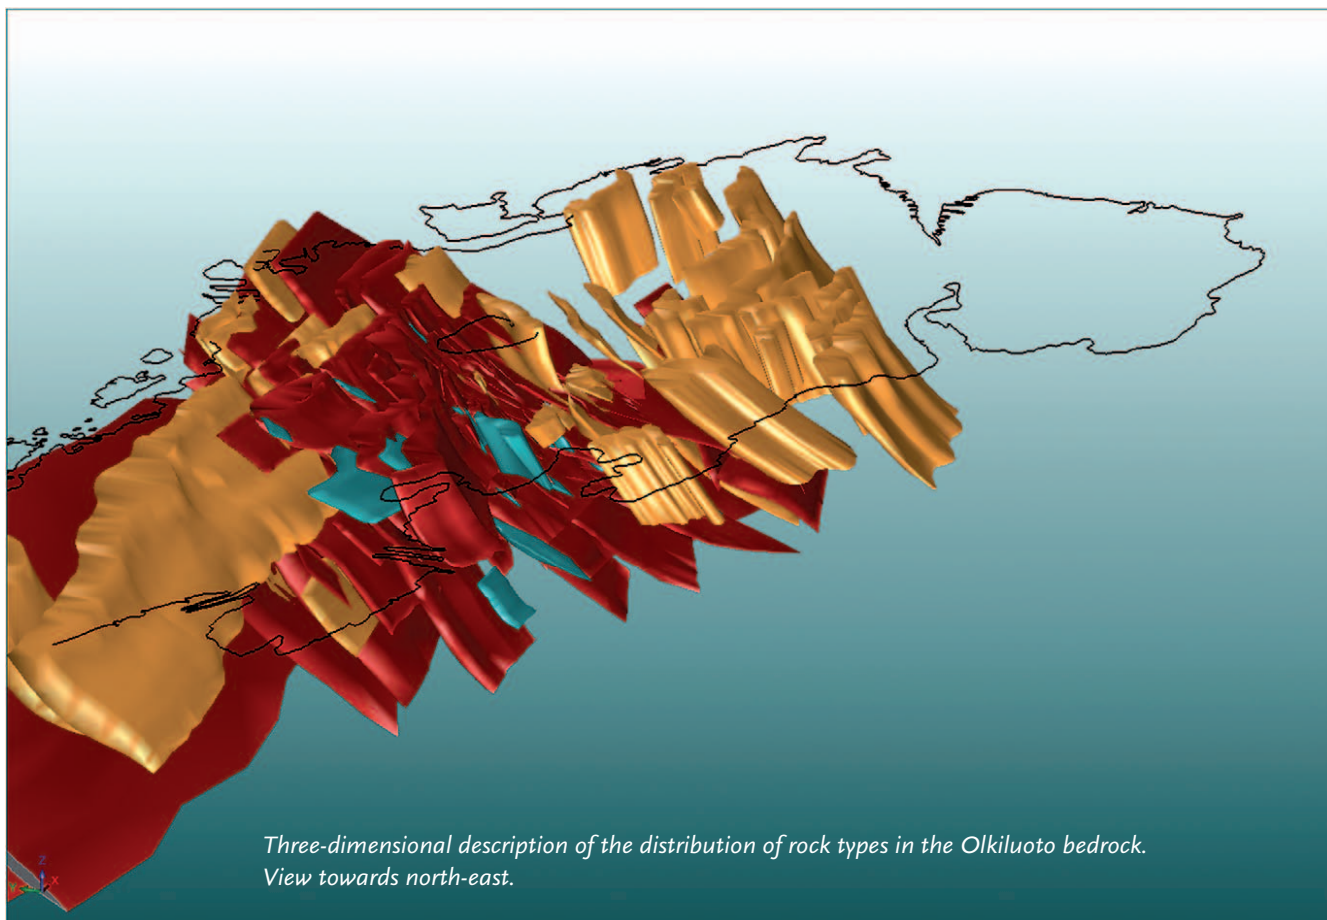 Three-dimensional description of the distribution of rock types in the Olkiluoto bedrock.
View towards north-east.
Z
X